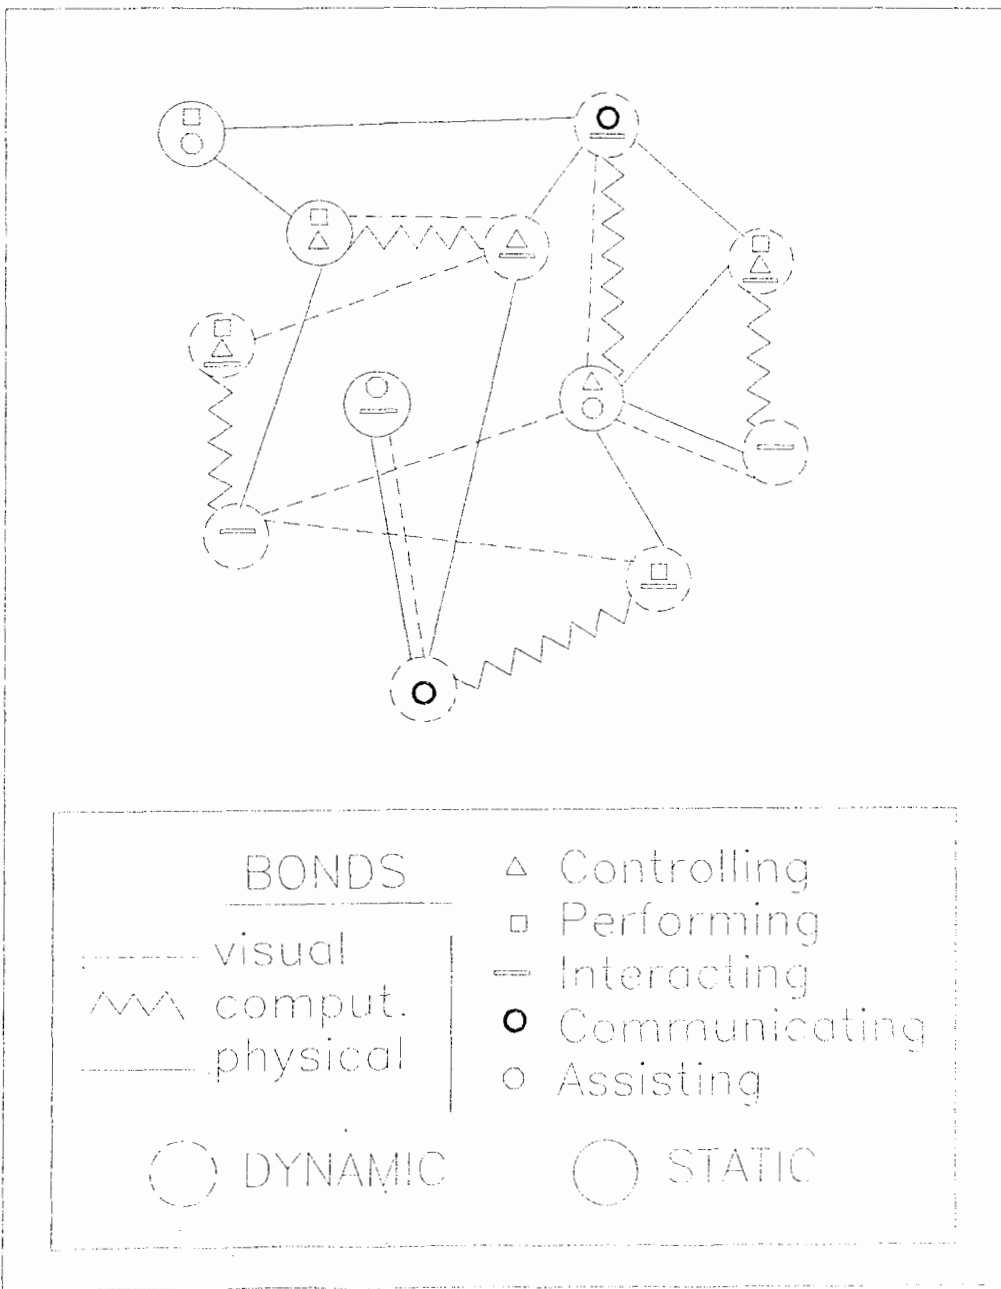 BONDS
visual
comput.
physical
Controlling
Performing
Interacting
Communicating
Assisting
DYNAMIC
STATIC